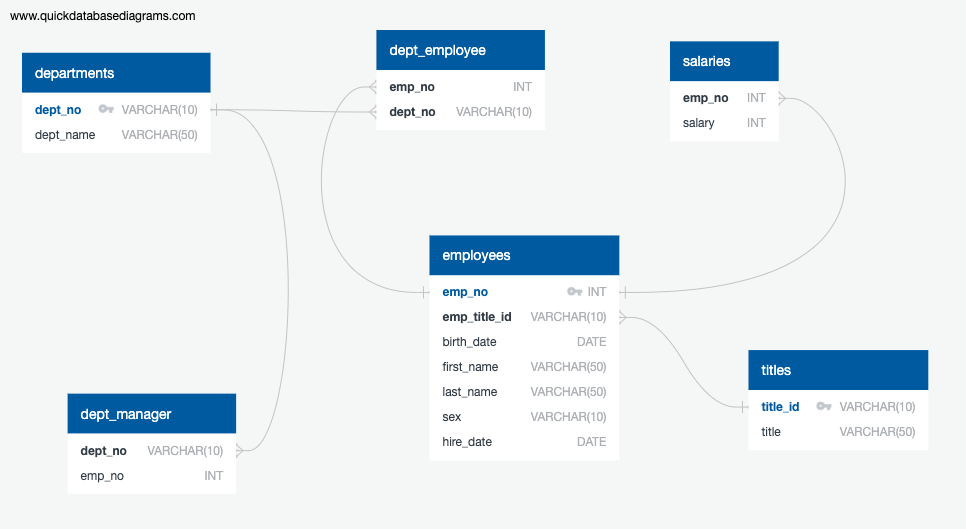 www.quickdatabasediagrams.com
departments
dept_no VARCHAR(10)
dept_name VARCHAR(50)
dept_employee
emp_no INT
dept_no VARCHAR(10)
salaries
emp_no INT
salary INT
employees
emp_no INT
emp_title_id VARCHAR(10)
birth_date DATE
first_name VARCHAR(50)
last_name VARCHAR(50)
sex VARCHAR(10)
hire_date DATE
titles
title_id VARCHAR(10)
title VARCHAR(50)
dept_manager
dept_no VARCHAR(10)
emp_no INT